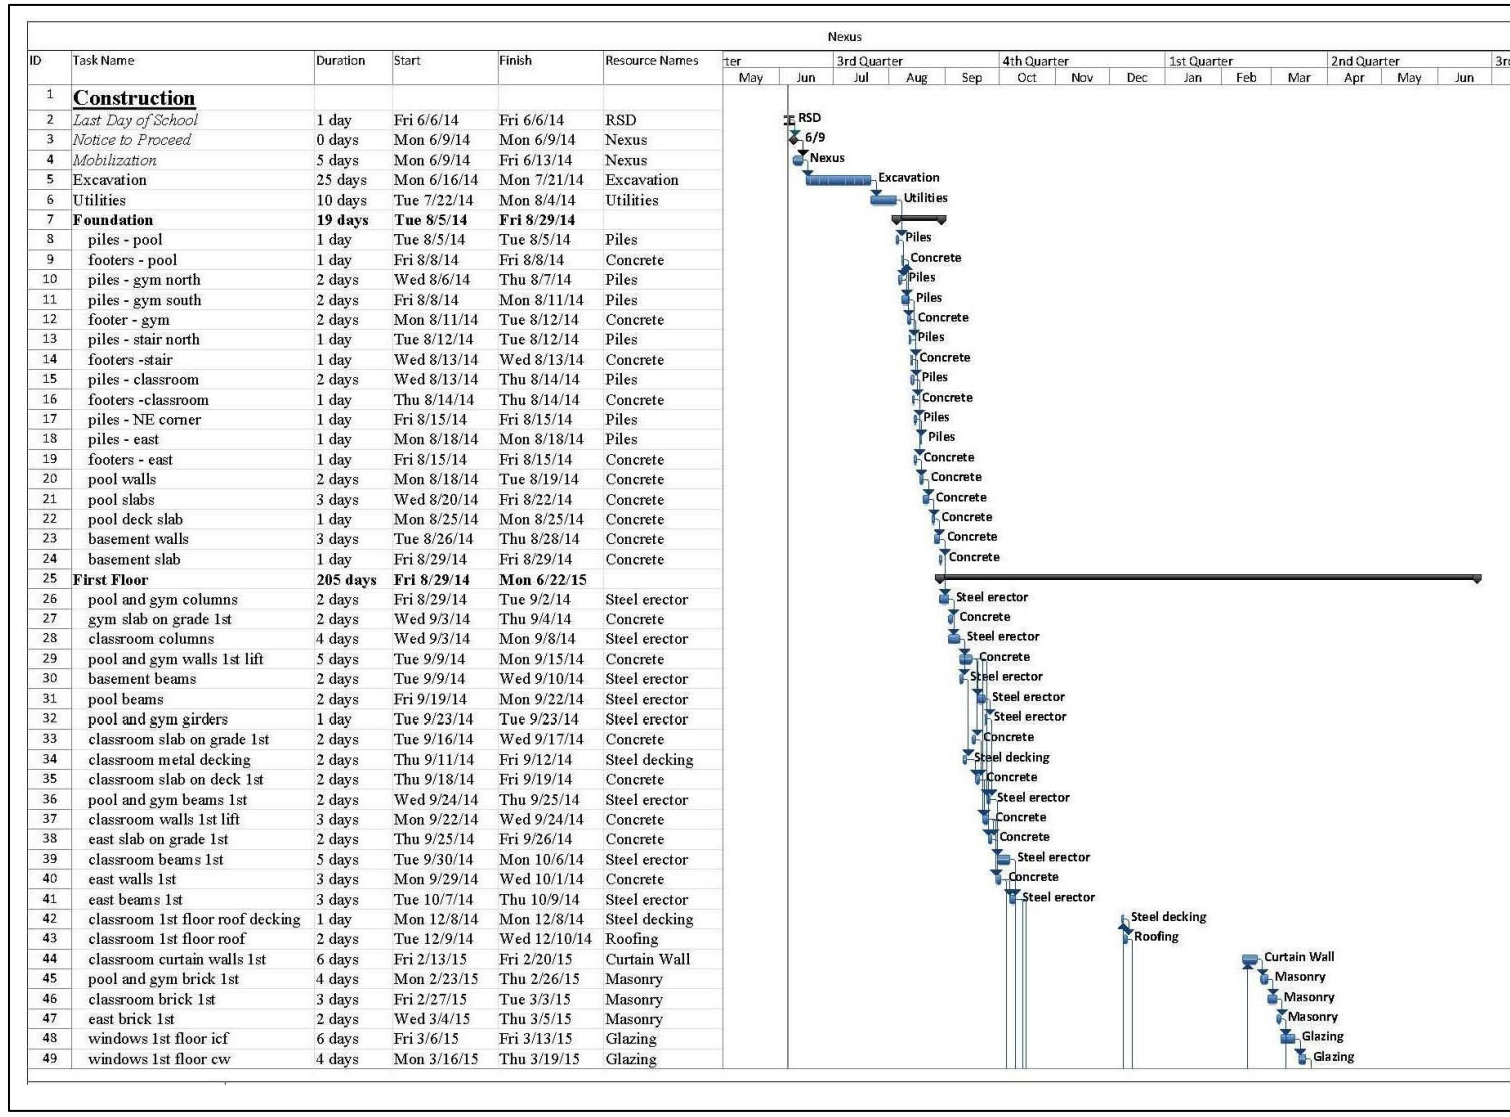 Nexus
ID Task Name Duration Start Finish Resource Names ter 3rd Quarter 4th Quarter 1st Quarter 2nd Quarter 3r
May Jun Jul Aug Sep Oct Nov Dec Jan Feb Mar Apr May Jun
1 Construction
2 Last Day of School 1 day Fri 6/6/14 Fri 6/6/14 RSD RSD
3 Notice to Proceed 0 days Mon 6/9/14 Mon 6/9/14 Nexus 6/9
4 Mobilization 5 days Mon 6/9/14 Fri 6/13/14 Nexus Nexus
5 Excavation 25 days Mon 6/16/14 Mon 7/21/14 Excavation Excavation
6 Utilities 10 days Tue 7/22/14 Mon 8/4/14 Utilities Utilities
7 Foundation 19 days Tue 8/5/14 Fri 8/29/14
8 piles - pool 1 day Tue 8/5/14 Tue 8/5/14 Piles Piles
9 footers - pool 1 day Fri 8/8/14 Fri 8/8/14 Concrete Concrete
10 piles - gym north 2 days Wed 8/6/14 Thu 8/7/14 Piles Piles
11 piles - gym south 2 days Fri 8/8/14 Mon 8/11/14 Piles Piles
12 footer - gym 2 days Mon 8/11/14 Tue 8/12/14 Concrete Concrete
13 piles - stair north 1 day Tue 8/12/14 Tue 8/12/14 Piles Piles
14 footers -stair 1 day Wed 8/13/14 Wed 8/13/14 Concrete Concrete
15 piles - classroom 2 days Wed 8/13/14 Thu 8/14/14 Piles Piles
16 footers -classroom 1 day Thu 8/14/14 Thu 8/14/14 Concrete Concrete
17 piles - NE corner 1 day Fri 8/15/14 Fri 8/15/14 Piles Piles
18 piles - east 1 day Mon 8/18/14 Mon 8/18/14 Piles Piles
19 footers - east 1 day Fri 8/15/14 Fri 8/15/14 Concrete Concrete
20 pool walls 2 days Mon 8/18/14 Tue 8/19/14 Concrete Concrete
21 pool slabs 3 days Wed 8/20/14 Fri 8/22/14 Concrete Concrete
22 pool deck slab 1 day Mon 8/25/14 Mon 8/25/14 Concrete Concrete
23 basement walls 3 days Tue 8/26/14 Thu 8/28/14 Concrete Concrete
24 basement slab 1 day Fri 8/29/14 Fri 8/29/14 Concrete Concrete
25 First Floor 205 days Fri 8/29/14 Mon 6/22/15
26 pool and gym columns 2 days Fri 8/29/14 Tue 9/2/14 Steel erector Steel erector
27 gym slab on grade 1st 2 days Wed 9/3/14 Thu 9/4/14 Concrete Concrete
28 classroom columns 4 days Wed 9/3/14 Mon 9/8/14 Steel erector Steel erector
29 pool and gym walls 1st lift 5 days Tue 9/9/14 Mon 9/15/14 Concrete Concrete
30 basement beams 2 days Tue 9/9/14 Wed 9/10/14 Steel erector Steel erector
31 pool beams 2 days Fri 9/19/14 Mon 9/22/14 Steel erector Steel erector
32 pool and gym girders 1 day Tue 9/23/14 Tue 9/23/14 Steel erector Steel erector
33 classroom slab on grade 1st 2 days Tue 9/16/14 Wed 9/17/14 Concrete Concrete
34 classroom metal decking 2 days Thu 9/11/14 Fri 9/12/14 Steel decking Steel decking
35 classroom slab on deck 1st 2 days Thu 9/18/14 Fri 9/19/14 Concrete Concrete
36 pool and gym beams 1st 2 days Wed 9/24/14 Thu 9/25/14 Steel erector Steel erector
37 classroom walls 1st lift 3 days Mon 9/22/14 Wed 9/24/14 Concrete Concrete
38 east slab on grade 1st 2 days Thu 9/25/14 Fri 9/26/14 Concrete Concrete
39 classroom beams 1st 5 days Tue 9/30/14 Mon 10/6/14 Steel erector Steel erector
40 east walls 1st 3 days Mon 9/29/14 Wed 10/1/14 Concrete Concrete
41 east beams 1st 3 days Tue 10/7/14 Thu 10/9/14 Steel erector Steel erector
42 classroom 1st floor roof decking 1 day Mon 12/8/14 Mon 12/8/14 Steel decking Steel decking
43 classroom 1st floor roof 2 days Tue 12/9/14 Wed 12/10/14 Roofing Roofing
44 classroom curtain walls 1st 6 days Fri 2/13/15 Fri 2/20/15 Curtain Wall Curtain Wall
45 pool and gym brick 1st 4 days Mon 2/23/15 Thu 2/26/15 Masonry Masonry
46 classroom brick 1st 3 days Fri 2/27/15 Tue 3/3/15 Masonry Masonry
47 east brick 1st 2 days Wed 3/4/15 Thu 3/5/15 Masonry Masonry
48 windows 1st floor icf 6 days Fri 3/6/15 Fri 3/13/15 Glazing Glazing
49 windows 1st floor cw 4 days Mon 3/16/15 Thu 3/19/15 Glazing Glazing